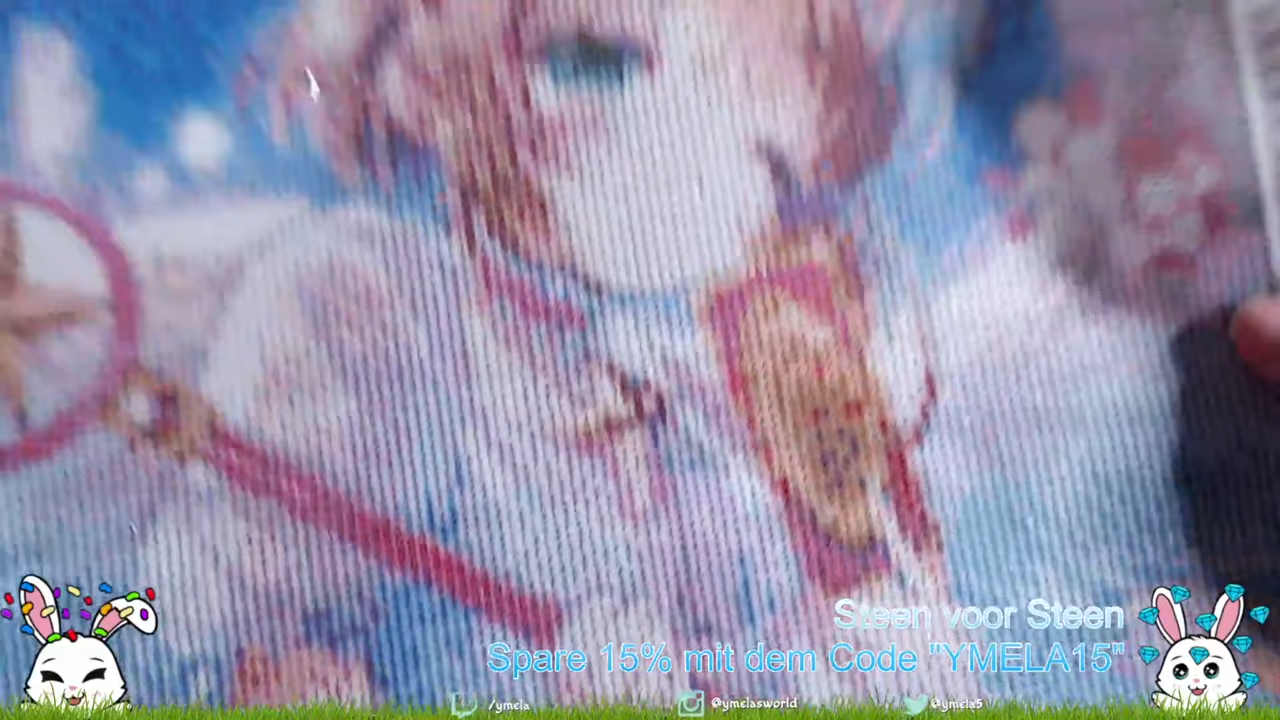 Steen voor Steen
Spare 15% mit dem Code "YMELA15"
/ymela
@ymelasworld
@ymela5